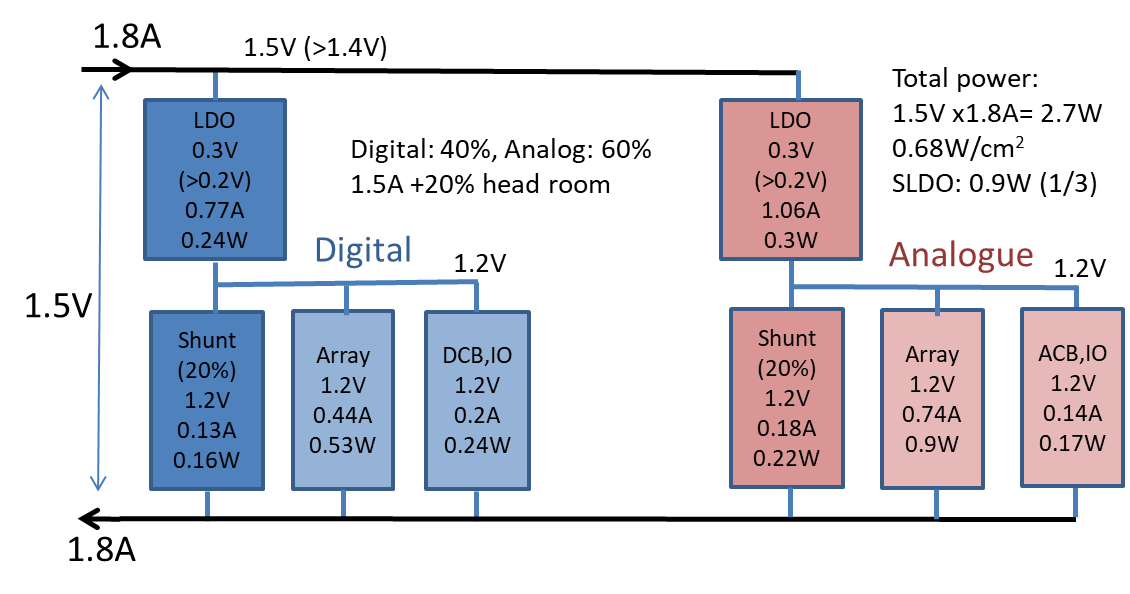 1.8A
1.5V (>1.4V)
Total power:
1.5V x1.8A= 2.7W
0.68W/cm²
SLDO: 0.9W (1/3)
LDO
0.3V
(>0.2V)
0.77A
0.24W
Digital: 40%, Analog: 60%
1.5A +20% head room
LDO
0.3V
(>0.2V)
1.06A
0.3W
Digital
1.2V
Analogue
1.2V
1.5V
Shunt
(20%)
1.2V
0.13A
0.16W
Array
1.2V
0.44A
0.53W
DCB,IO
1.2V
0.2A
0.24W
Shunt
(20%)
1.2V
0.18A
0.22W
Array
1.2V
0.74A
0.9W
ACB,IO
1.2V
0.14A
0.17W
1.8A